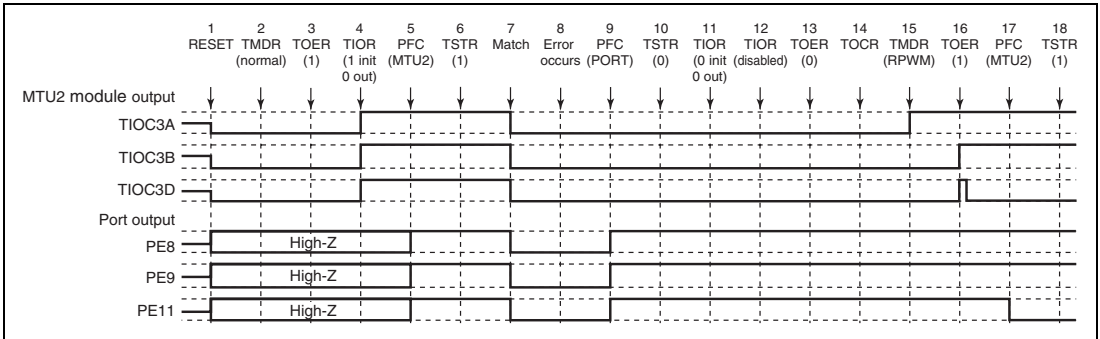 1 2 3 4 5 6 7 8 9 10 11 12 13 14 15 16 17 18
RESET TMDR TOER TIOR PFC TSTR Match Error PFC TSTR TIOR TIOR TOER TOCR TMDR TOER PFC TSTR
(normal) (1) (1 init (MTU2) (1) occurs (PORT) (0) (0 init (disabled) (0) (RPWM) (1) (MTU2) (1)
0 out) 0 out)
MTU2 module output
TIOC3A
TIOC3B
TIOC3D
Port output
PE8 High-Z
PE9 High-Z
PE11 High-Z